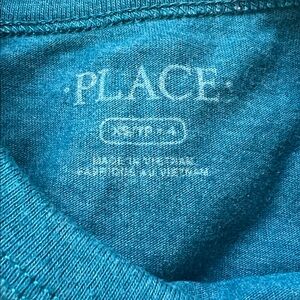 PLACE
XS/TP • 4
MADE IN VIETNAM
FABRIQUÉ AU VIETNAM